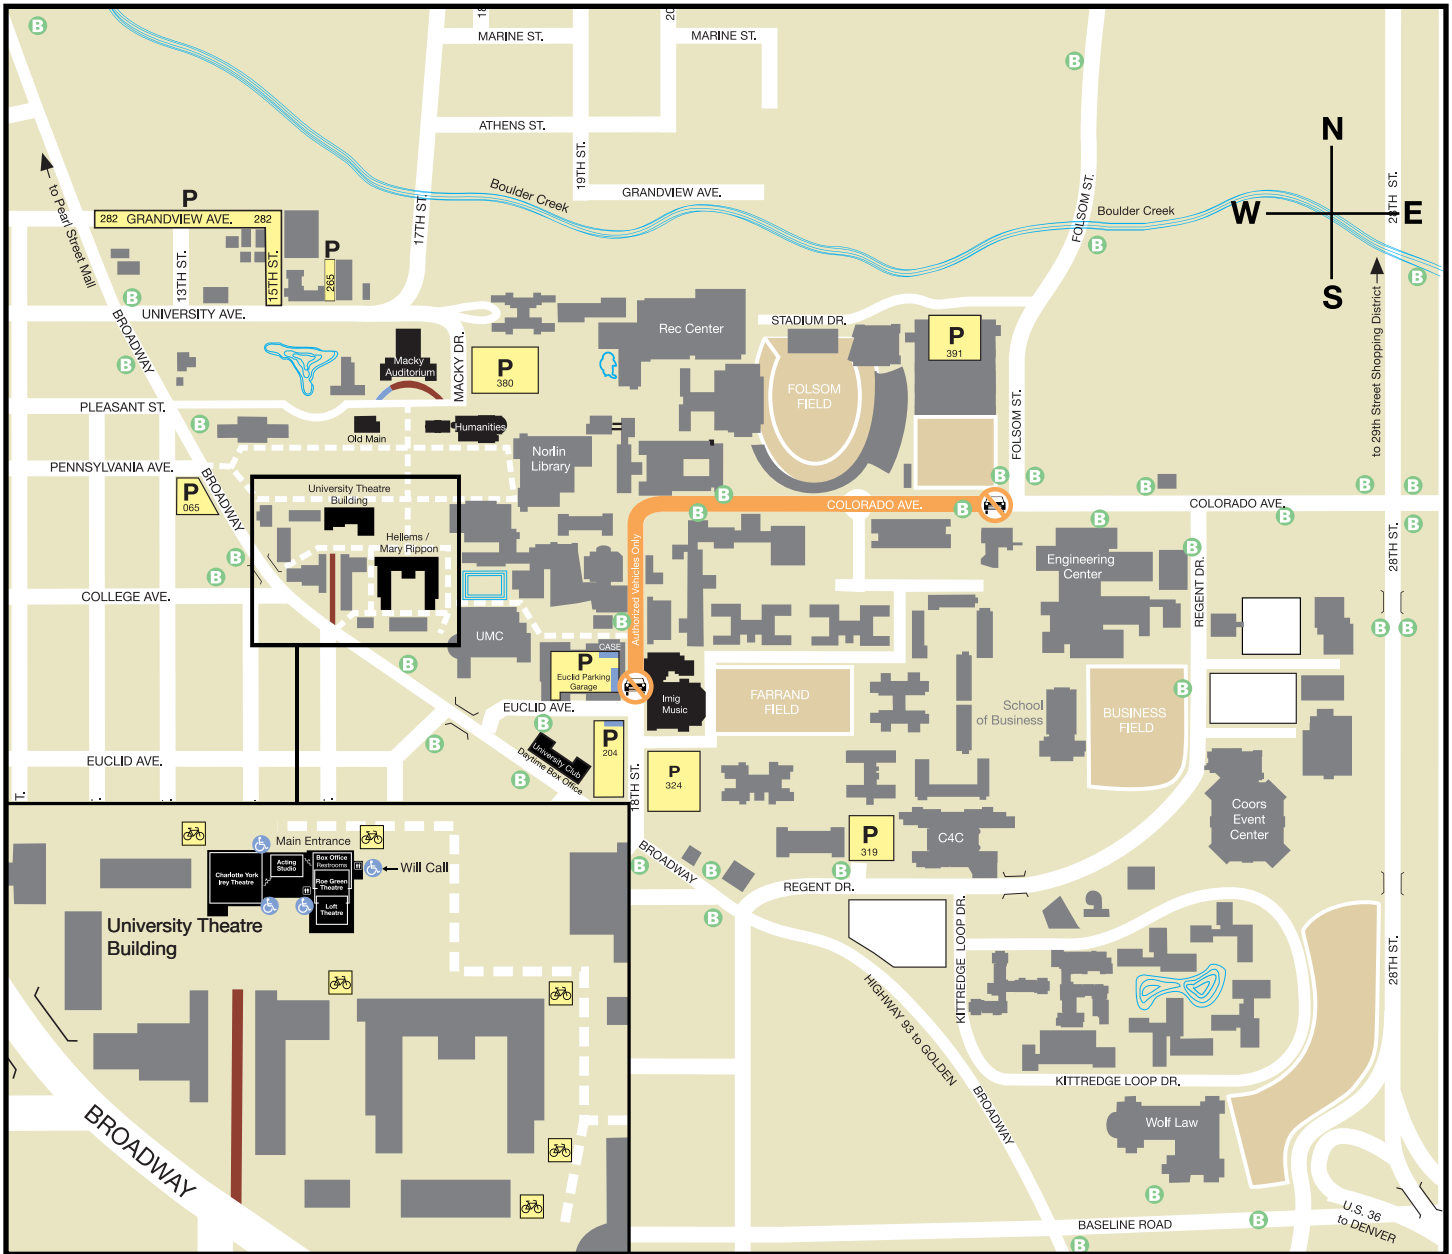 18
20
MARINE ST.
MARINE ST.
B
B
ATHENS ST.
N
W
E
S
to Pearl Street Mall
19TH ST.
Boulder Creek
GRANDVIEW AVE.
FOLSOM ST.
Boulder Creek
28TH ST.
P
282 GRANDVIEW AVE. 282
17TH ST.
P
265
13TH ST.
15TH ST.
B
B
B
UNIVERSITY AVE.
BROADWAY
to 29th Street Shopping District
STADIUM DR.
Rec Center
P
391
MACKY DR.
Macky
Auditorium
P
380
B
FOLSOM
FIELD
FOLSOM ST.
PLEASANT ST.
B
Old Main
Humanities
Norlin
Library
PENNSYLVANIA AVE.
P
065
BROADWAY
University Theatre
Building
B
B
B
B
B
B
B
COLORADO AVE.
B
COLORADO AVE.
B
B
B
B
Hellems /
Mary Rippon
Authorized Vehicles Only
B
REGENT DR.
28TH ST.
Engineering
Center
B
B
COLLEGE AVE.
B
UMC
CASE
B
B
B
P
Euclid Parking
Garage
Imig
Music
FARRAND
FIELD
School
of Business
BUSINESS
FIELD
B
EUCLID AVE.
B
B
P
204
University Club
Daytime Box Office
B
EUCLID AVE.
P
324
18TH ST.
T.
T.
T.
T.
Coors
Event
Center
P
319
C4C
BROADWAY
B
B
B
REGENT DR.
B
KITTREDGE LOOP DR.
28TH ST.
HIGHWAY 93 to GOLDEN
BROADWAY
KITTREDGE LOOP DR.
Wolf Law
B
B
B
BASELINE ROAD
U.S. 36
to DENVER
Main Entrance
Will Call
Charlotte York
Irey Theatre
Acting
Studio
Box Office
Restrooms
Roe Green
Theatre
Loft
Theatre
University Theatre
Building
BROADWAY